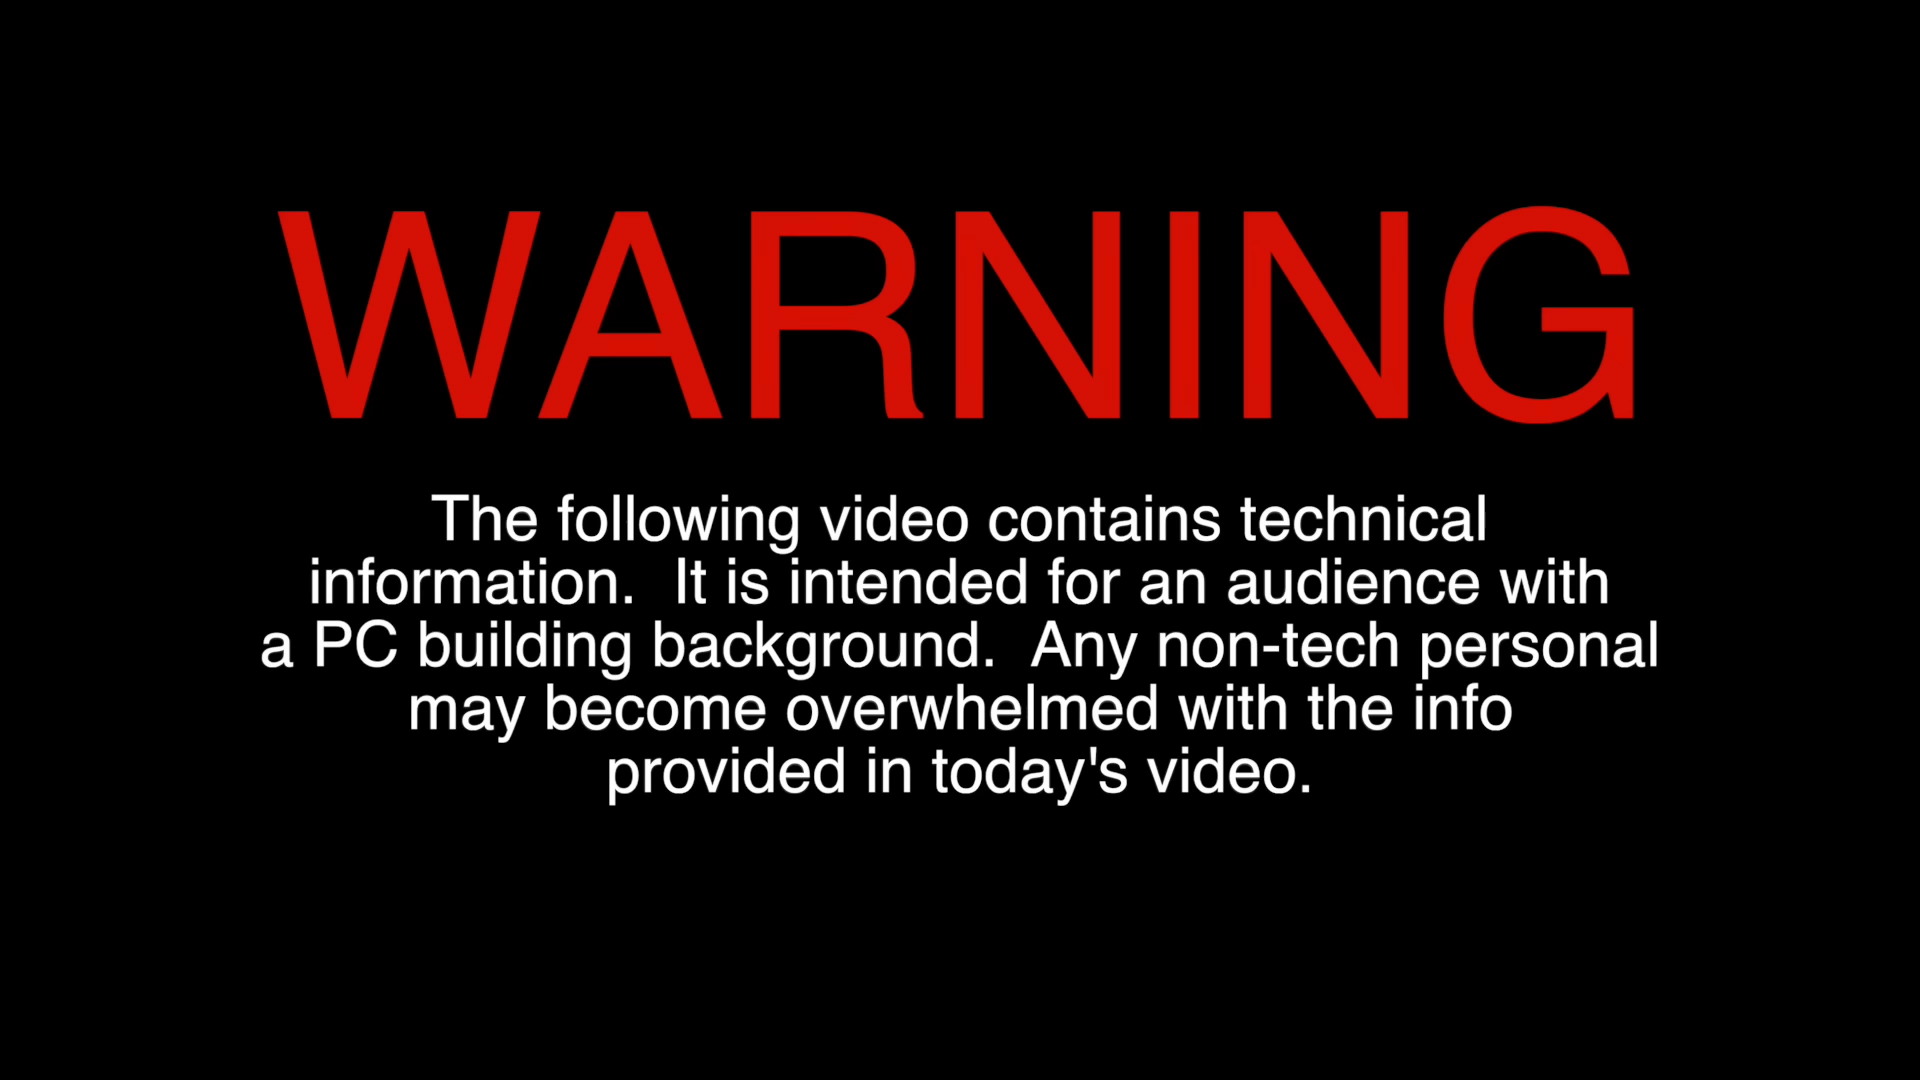 WARNING
The following video contains technical
information.  It is intended for an audience with
a PC building background.  Any non-tech personal
may become overwhelmed with the info
provided in today's video.